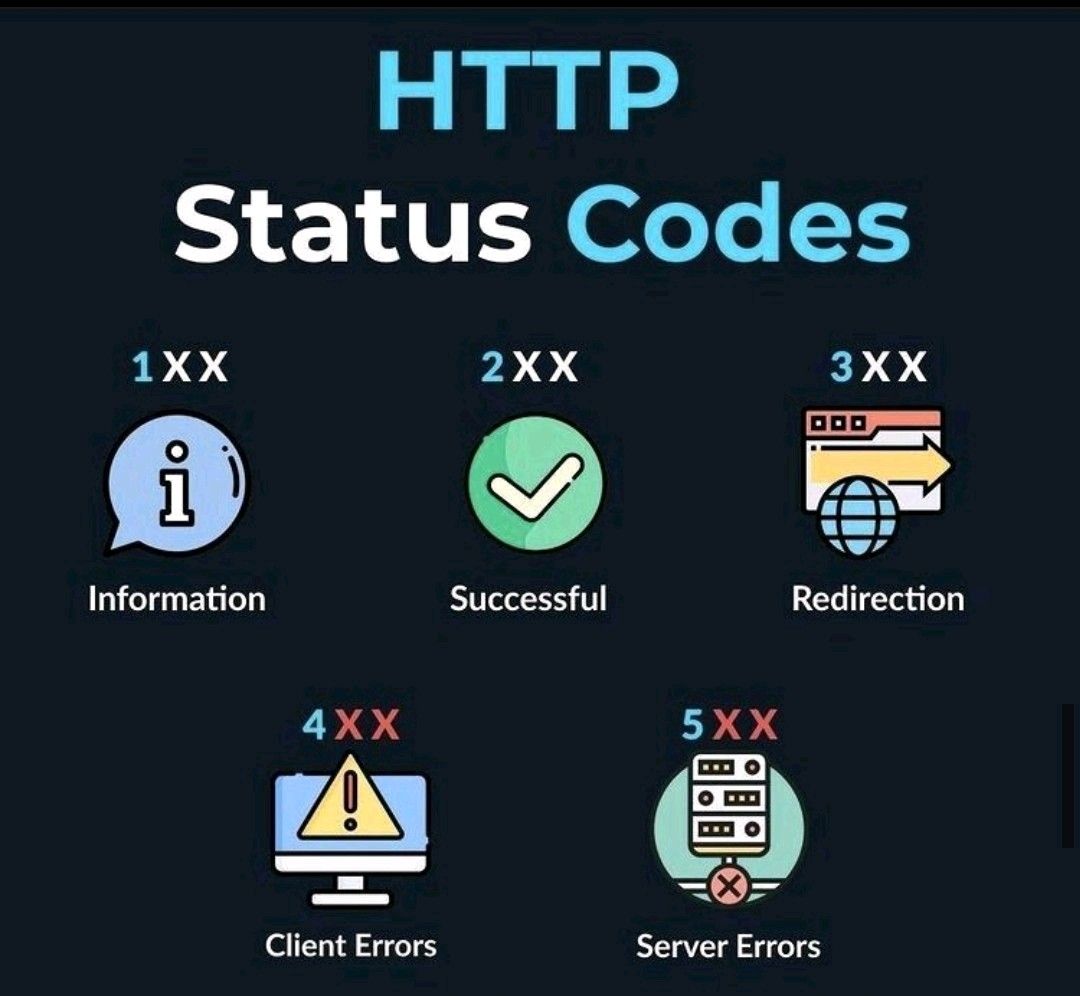 HTTP
Status Codes
1XX
2XX
3XX
Information
Successful
Redirection
4XX
5XX
Client Errors
Server Errors